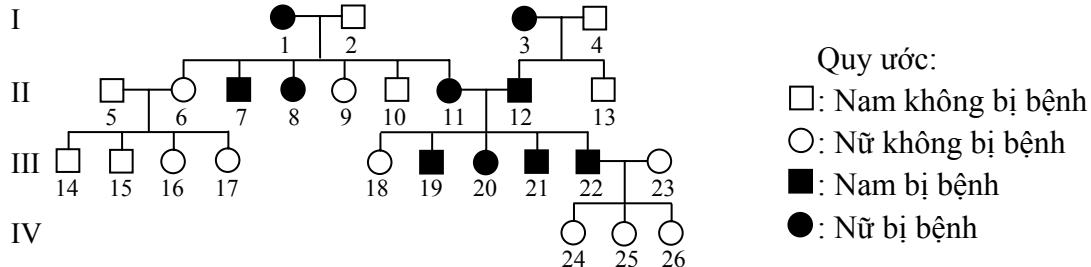 I
1 2 3 4
Quy ước:
II
5 6 7 8 9 10 11 12 13
: Nam không bị bệnh
: Nữ không bị bệnh
III
14 15 16 17 18 19 20 21 22 23
: Nam bị bệnh
: Nữ bị bệnh
IV
24 25 26